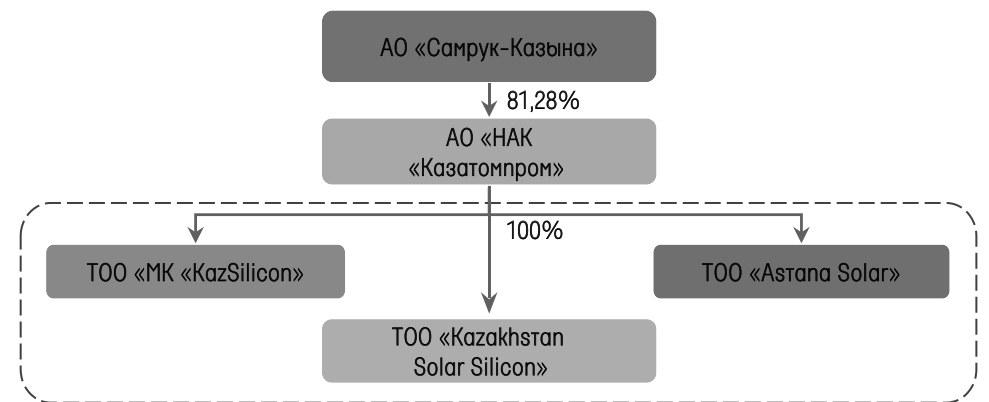 АО «Самрук-Казына»
81,28%
АО «НАК
«Казатомпром»
100%
ТОО «МК «KazSilicon»
ТОО «Astana Solar»
ТОО «Kazakhstan
Solar Silicon»